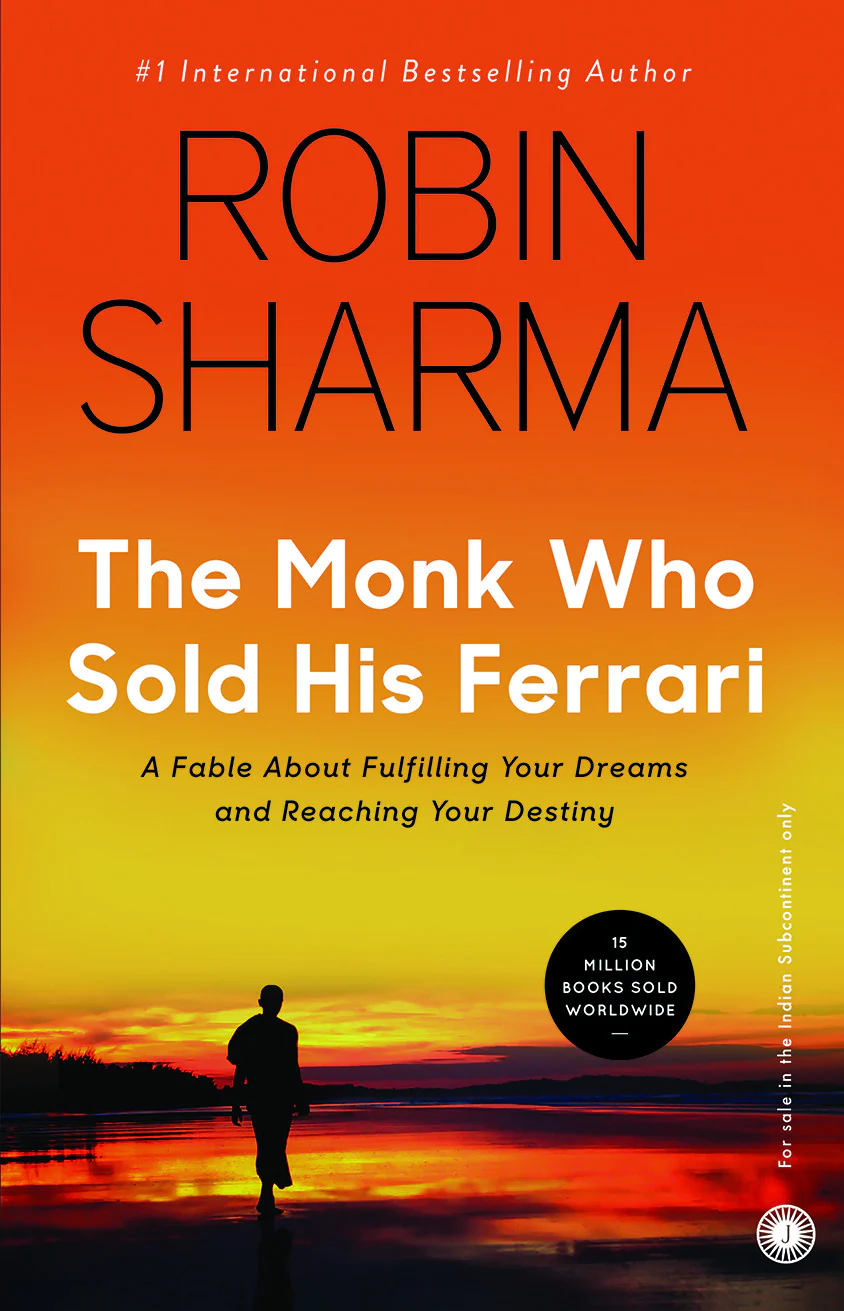 #1 International Bestselling Author
ROBIN
SHARMA
The Monk Who
Sold His Ferrari
A Fable About Fulfilling Your Dreams
and Reaching Your Destiny
15
MILLION
BOOKS SOLD
WORLDWIDE
For sale in the Indian Subcontinent only
J